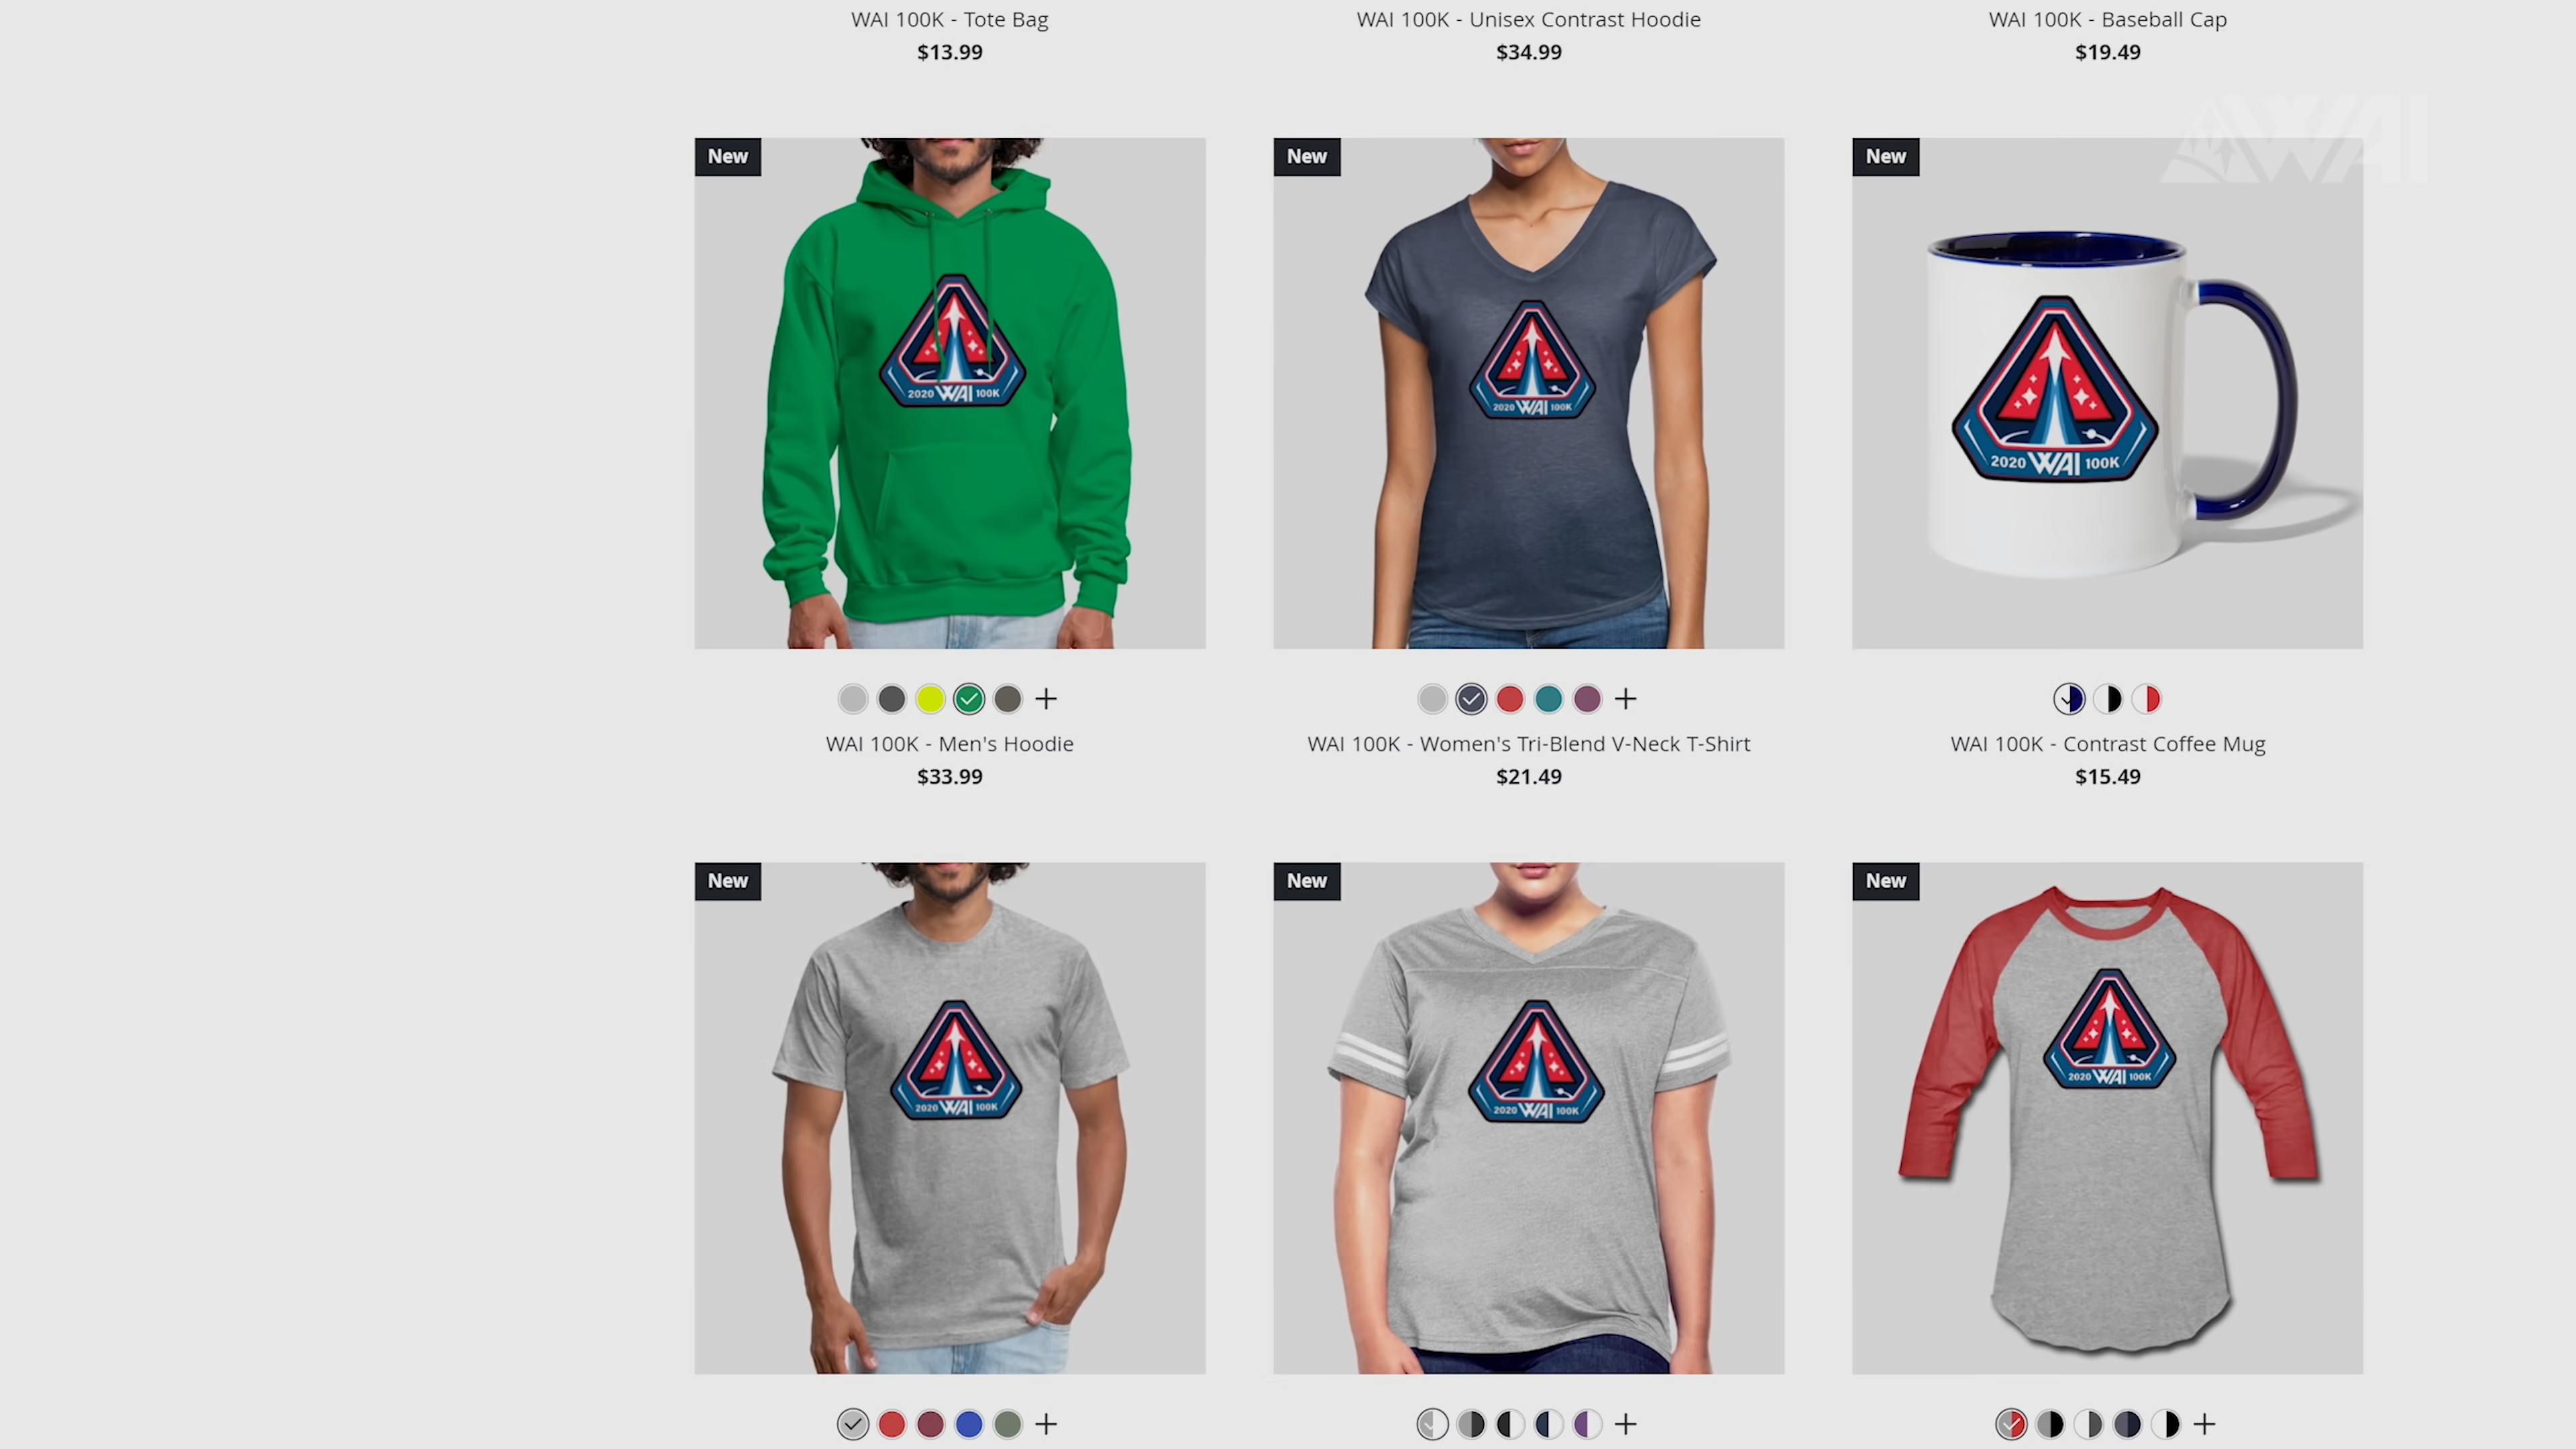 WAI 100K - Tote Bag
$13.99
WAI 100K - Unisex Contrast Hoodie
$34.99
WAI 100K - Baseball Cap
$19.49
WAI
New
2020 WAI 100K
WAI 100K - Men's Hoodie
$33.99
New
2020 WAI 100K
WAI 100K - Women's Tri-Blend V-Neck T-Shirt
$21.49
New
2020 WAI 100K
WAI 100K - Contrast Coffee Mug
$15.49
New
2020 WAI 100K
New
2020 WAI 100K
New
2020 WAI 100K